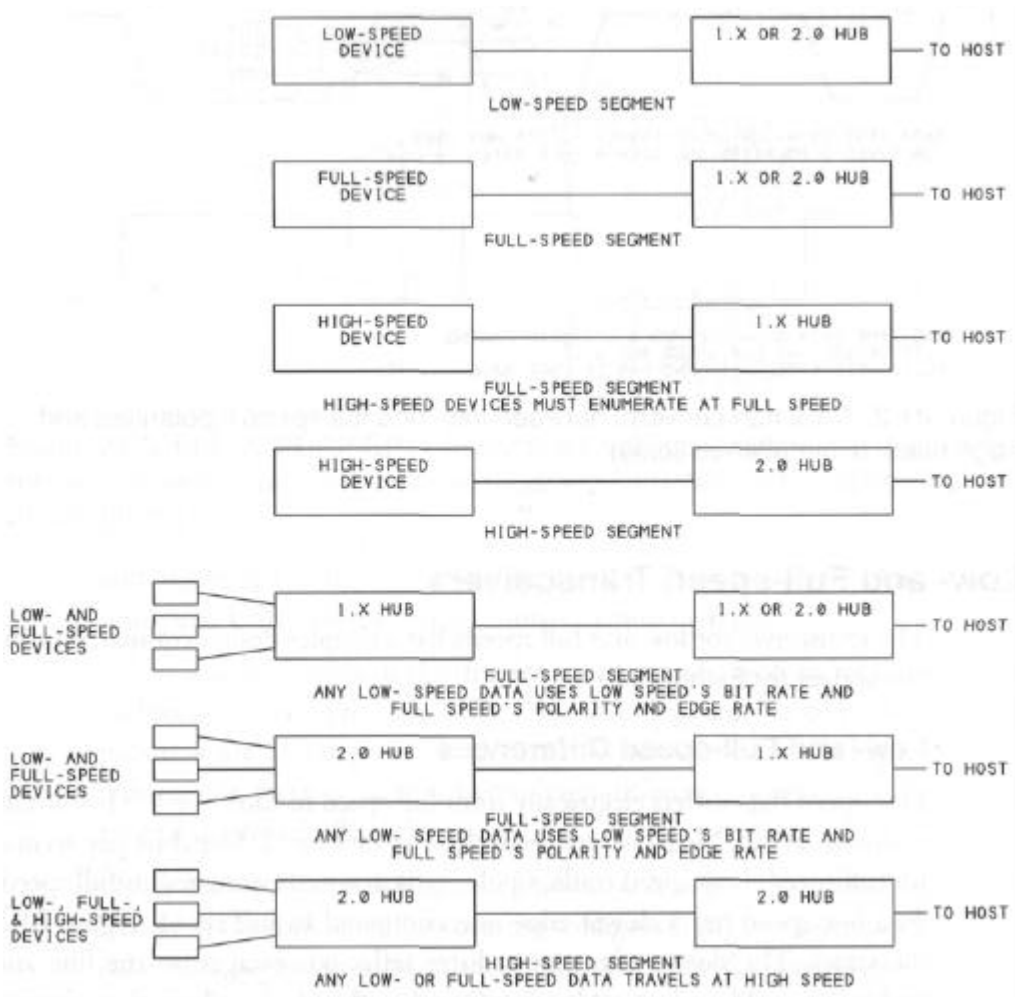 LOW-SPEED
DEVICE
1.X OR 2.0 HUB
TO HOST
LOW-SPEED SEGMENT
FULL-SPEED
DEVICE
1.X OR 2.0 HUB
TO HOST
FULL-SPEED SEGMENT
HIGH-SPEED
DEVICE
1.X HUB
TO HOST
FULL-SPEED SEGMENT
HIGH-SPEED DEVICES MUST ENUMERATE AT FULL SPEED
HIGH-SPEED
DEVICE
2.0 HUB
TO HOST
HIGH-SPEED SEGMENT
LOW- AND
FULL-SPEED
DEVICES
1.X HUB
1.X OR 2.0 HUB
TO HOST
FULL-SPEED SEGMENT
ANY LOW- SPEED DATA USES LOW SPEED'S BIT RATE AND
FULL SPEED'S POLARITY AND EDGE RATE
LOW- AND
FULL-SPEED
DEVICES
2.0 HUB
1.X HUB
TO HOST
FULL-SPEED SEGMENT
ANY LOW- SPEED DATA USES LOW SPEED'S BIT RATE AND
FULL SPEED'S POLARITY AND EDGE RATE
LOW-, FULL-,
& HIGH-SPEED
DEVICES
2.0 HUB
2.0 HUB
TO HOST
HIGH-SPEED SEGMENT
ANY LOW- OR FULL-SPEED DATA TRAVELS AT HIGH SPEED